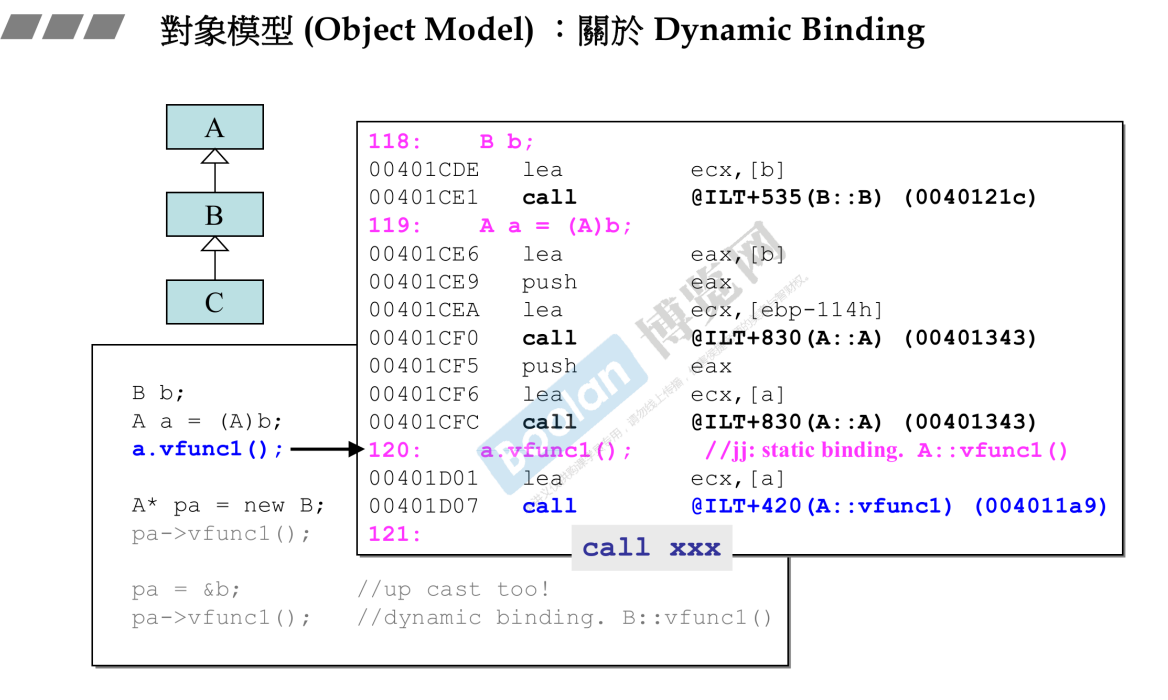 對象模型 (Object Model) ：關於 Dynamic Binding
A
B
C
118: B b;
00401CDE lea ecx,[b]
00401CE1 call @ILT+535(B::B) (0040121c)
119: A a = (A)b;
00401CE6 lea eax,[b]
00401CE9 push eax
00401CEA lea ecx,[ebp-114h]
00401CF0 call @ILT+830(A::A) (00401343)
00401CF5 push eax
00401CF6 lea ecx,[a]
00401CFC call @ILT+830(A::A) (00401343)
120: a.vfunc1(); //jj: static binding. A::vfunc1()
00401D01 lea ecx,[a]
00401D07 call @ILT+420(A::vfunc1) (004011a9)
121:
call xxx
B b;
A a = (A)b;
a.vfunc1();
A* pa = new B;
pa->vfunc1();
pa = &b; //up cast too!
pa->vfunc1(); //dynamic binding. B::vfunc1()
Boolan 博览网